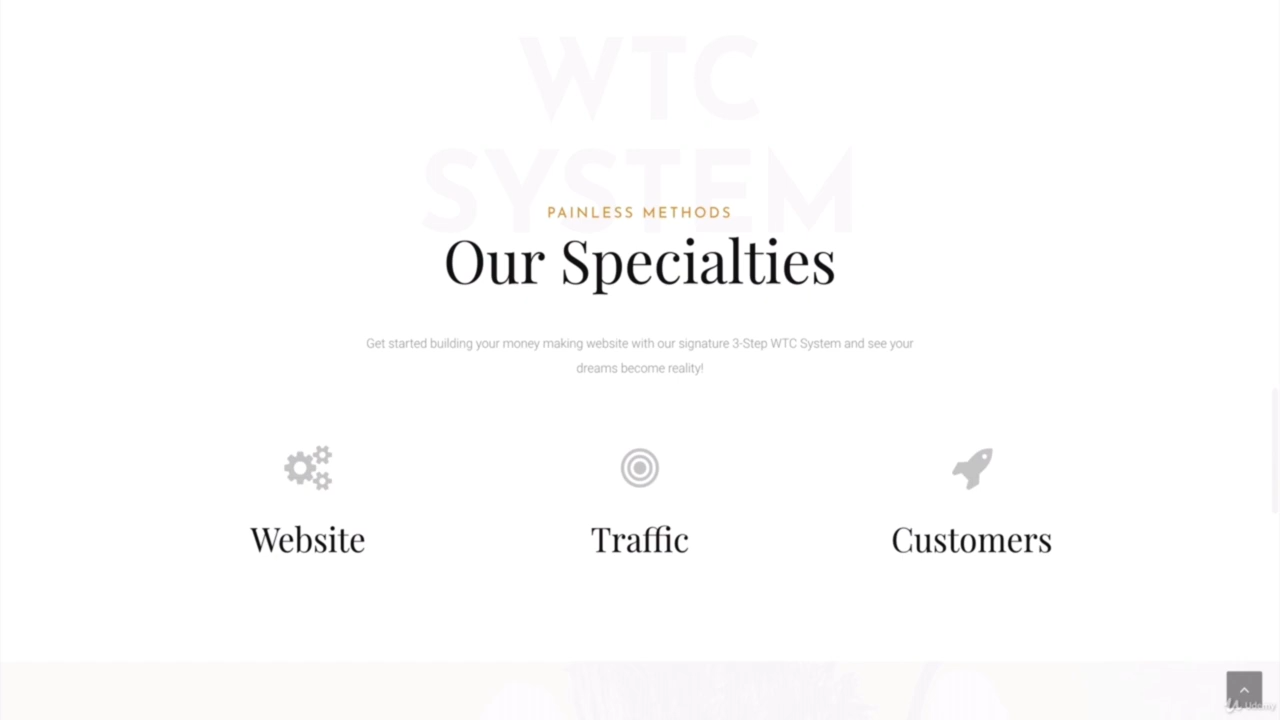 WTC
SYSTEM
PAINLESS METHODS
Our Specialties
Get started building your money making website with our signature 3-Step WTC System and see your
dreams become reality!
Website
Traffic
Customers
Udemy